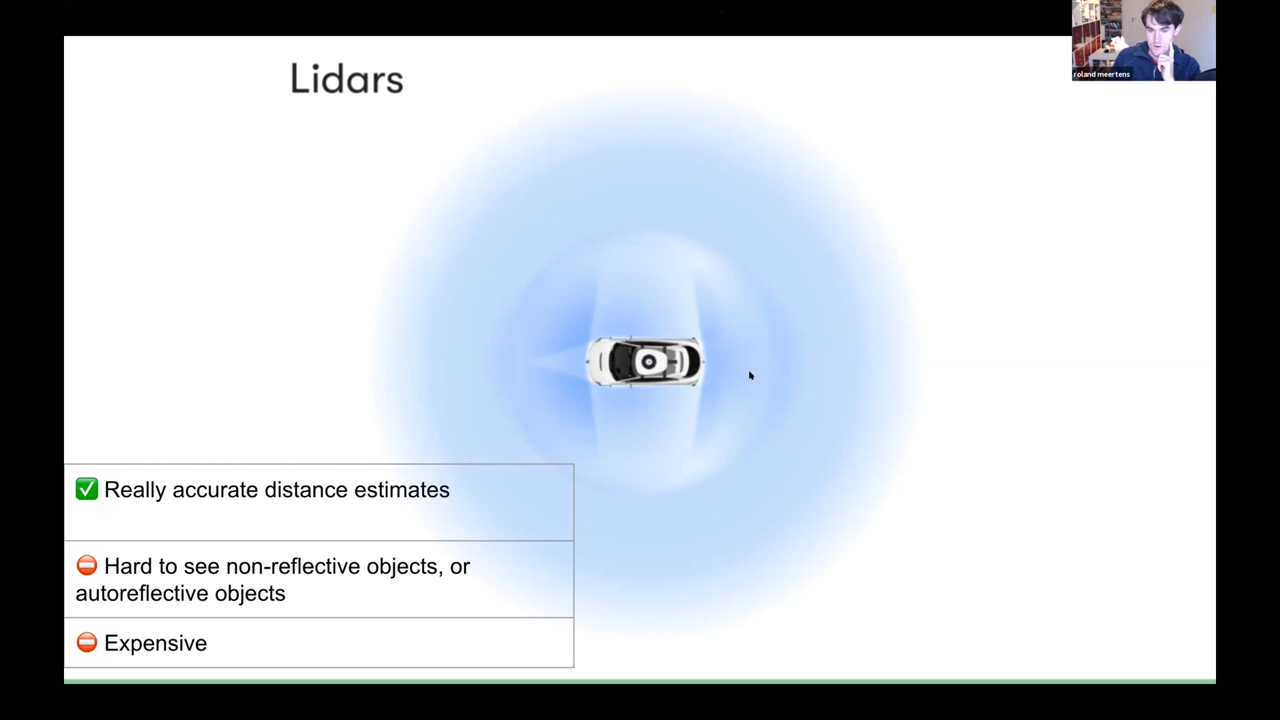 Lidars
roland meertens
✅ Really accurate distance estimates
⛔ Hard to see non-reflective objects, or
autoreflective objects
⛔ Expensive